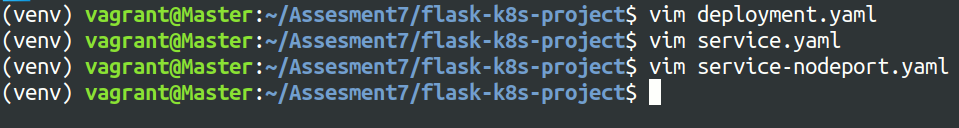 (venv) vagrant@Master:~/Assesment7/flask-k8s-project$ vim deployment.yaml
(venv) vagrant@Master:~/Assesment7/flask-k8s-project$ vim service.yaml
(venv) vagrant@Master:~/Assesment7/flask-k8s-project$ vim service-nodeport.yaml
(venv) vagrant@Master:~/Assesment7/flask-k8s-project$